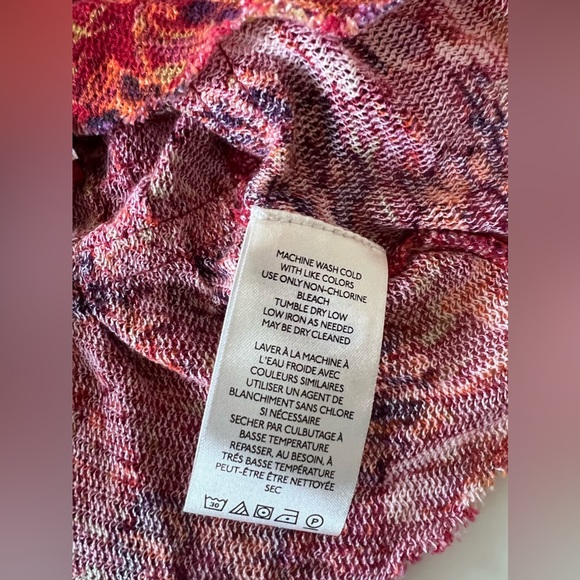 MACHINE WASH COLD
WITH LIKE COLORS
USE ONLY NON-CHLORINE
BLEACH
TUMBLE DRY LOW
LOW IRON AS NEEDED
MAY BE DRY CLEANED
LAVER À LA MACHINE À
L'EAU FROIDE AVEC
COULEURS SIMILAIRES
UTILISER UN AGENT DE
BLANCHIMENT SANS CHLORE
SI NÉCESSAIRE
SECHER PAR CULBUTAGE À
BASSE TEMPERATURE
REPASSER, AU BESOIN, À
TRÉS BASSE TEMPÉRATURE
PEUT-ÊTRE ÊTRE NETTOYÉE
SEC
30 P